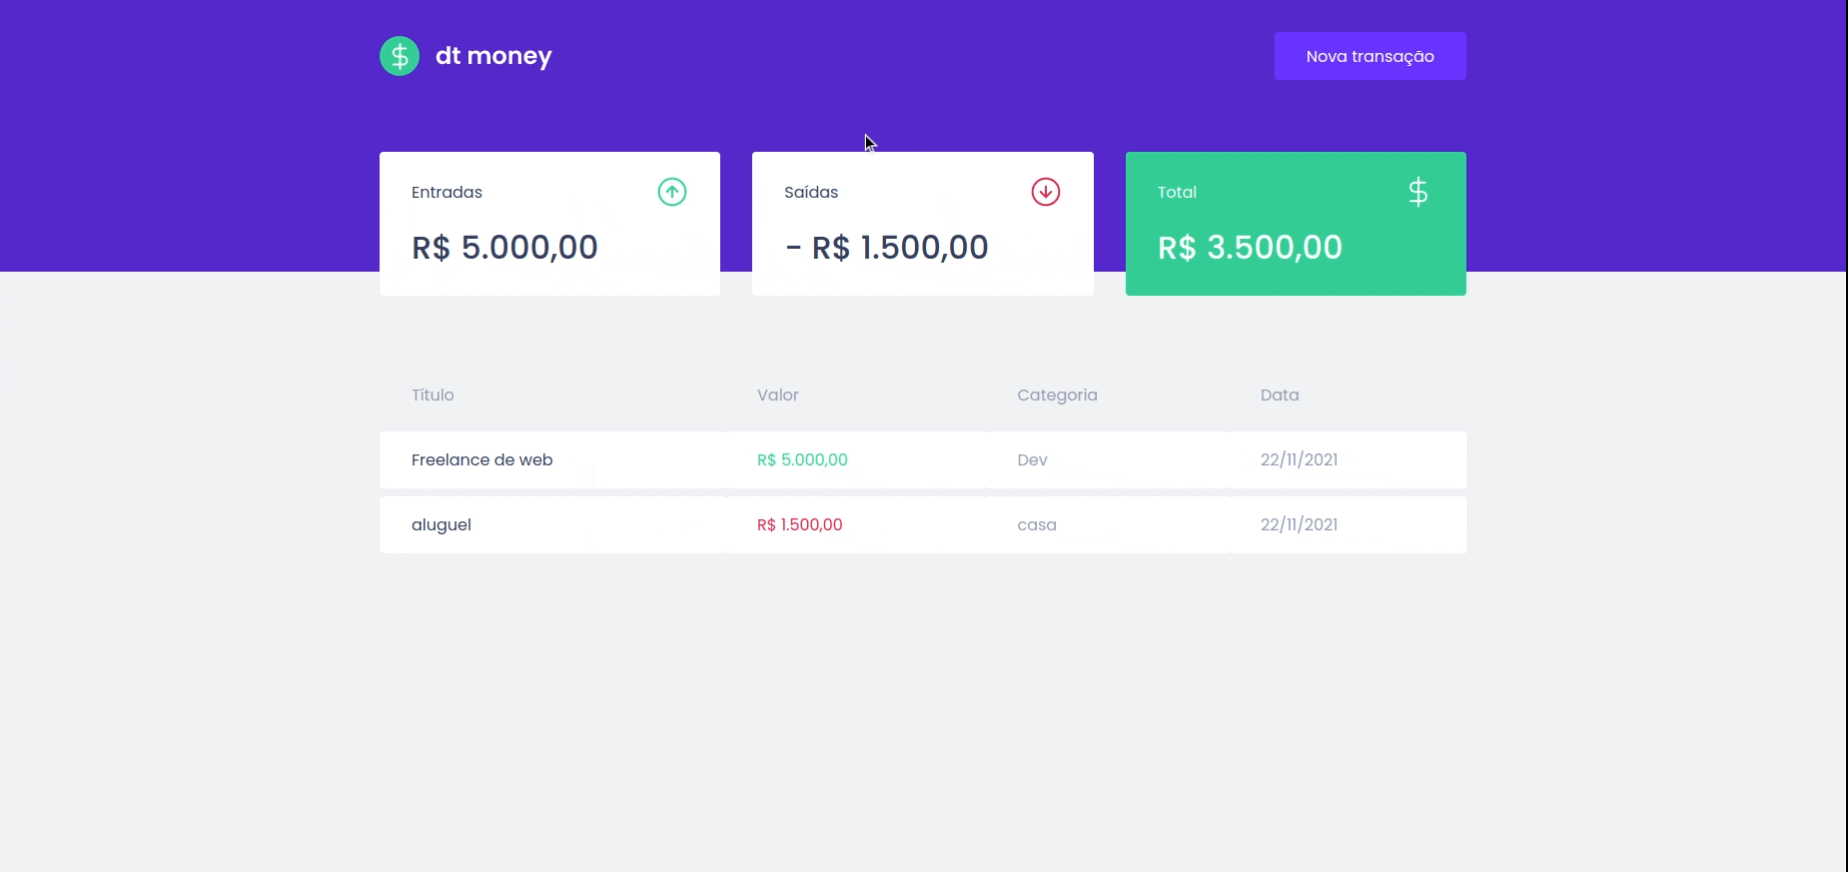 dt money
Nova transação
Entradas
R$ 5.000,00
Saídas
- R$ 1.500,00
Total
R$ 3.500,00
Título Valor Categoria Data
Freelance de web R$ 5.000,00 Dev 22/11/2021
aluguel R$ 1.500,00 casa 22/11/2021